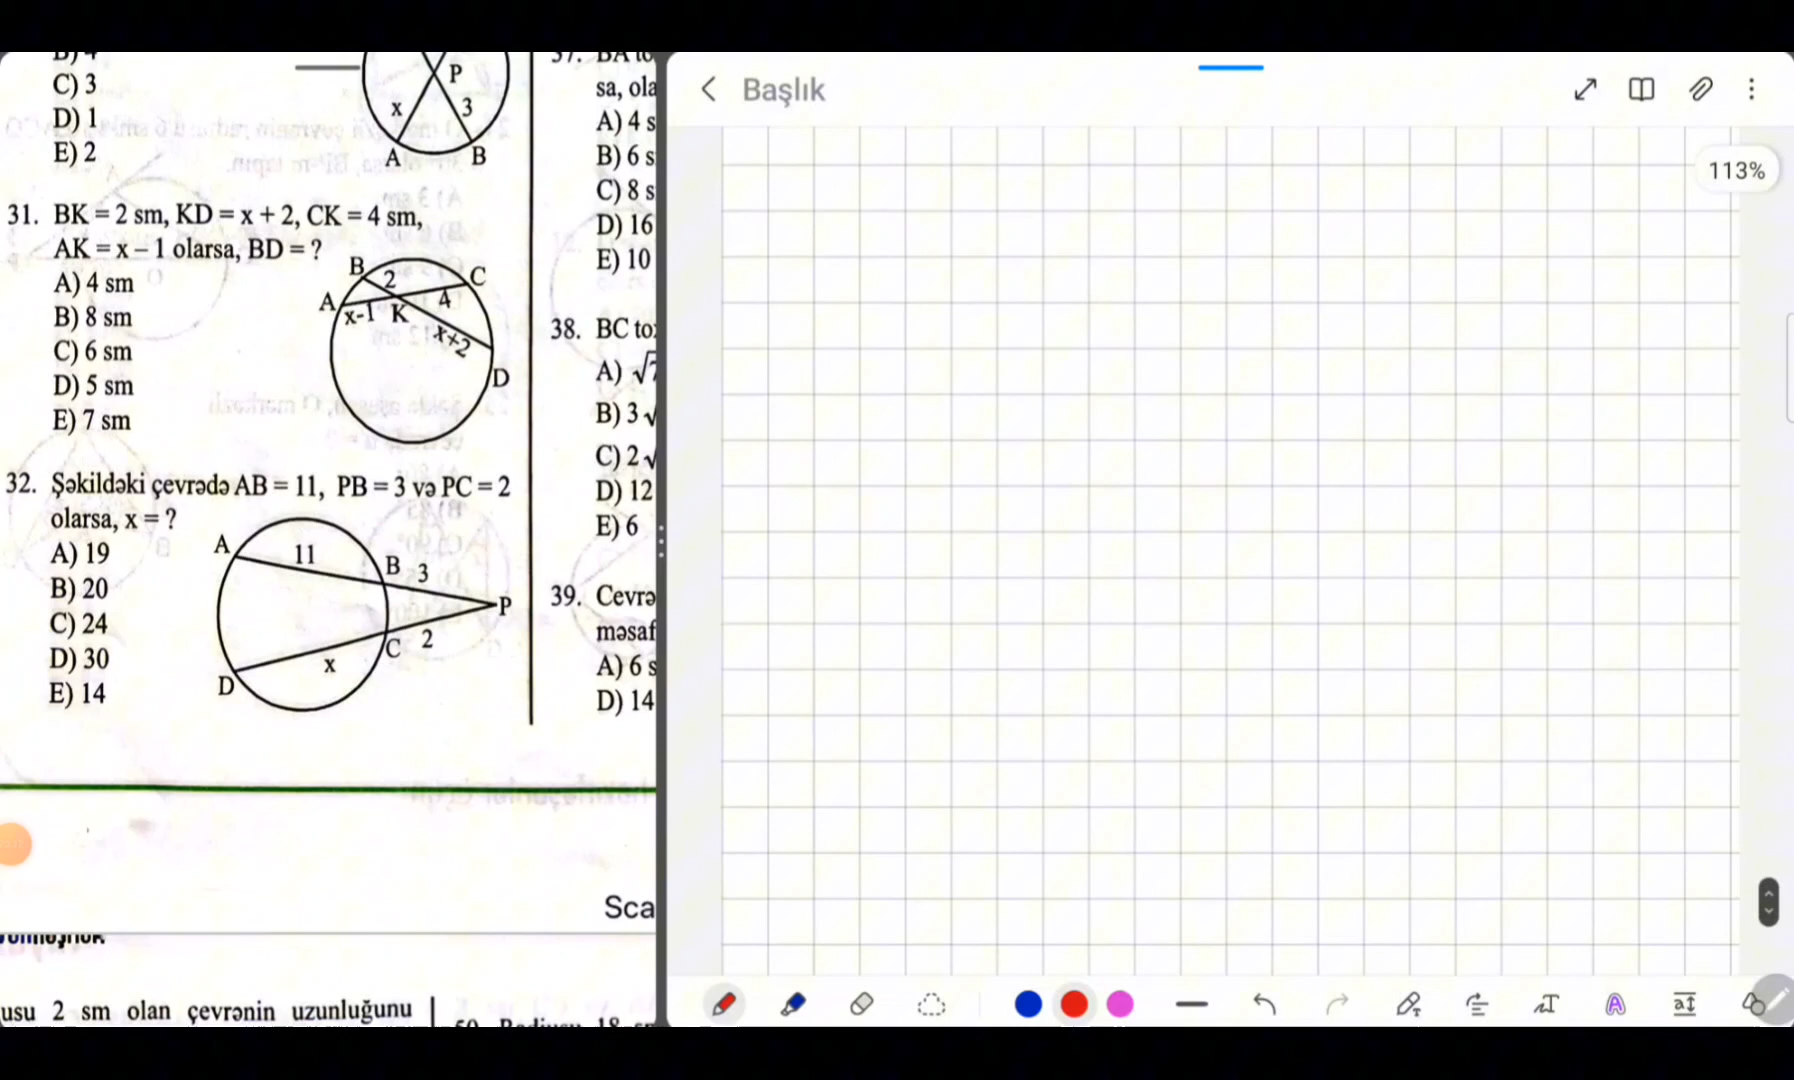 C) 3
D) 1
E) 2
P
x
3
A
B
31. BK = 2 sm, KD = x + 2, CK = 4 sm,
AK = x – 1 olarsa, BD = ?
A) 4 sm
B) 8 sm
C) 6 sm
D) 5 sm
E) 7 sm
B
2
C
A
4
x-1
K
x+2
D
32. Şəkildəki çevrədə AB = 11, PB = 3 və PC = 2
olarsa, x = ?
A) 19
B) 20
C) 24
D) 30
E) 14
A
11
B
3
P
C
2
x
D
37. BA
sa, ola
A) 4 s
B) 6 s
C) 8 s
D) 16
E) 10
38. BC to
A) √7
B) 3√
C) 2√
D) 12
E) 6
39. Cevrə
məsaf
A) 6 s
D) 14
Sca
usu 2 sm olan çevrənin uzunluğunu
Başlık
113%